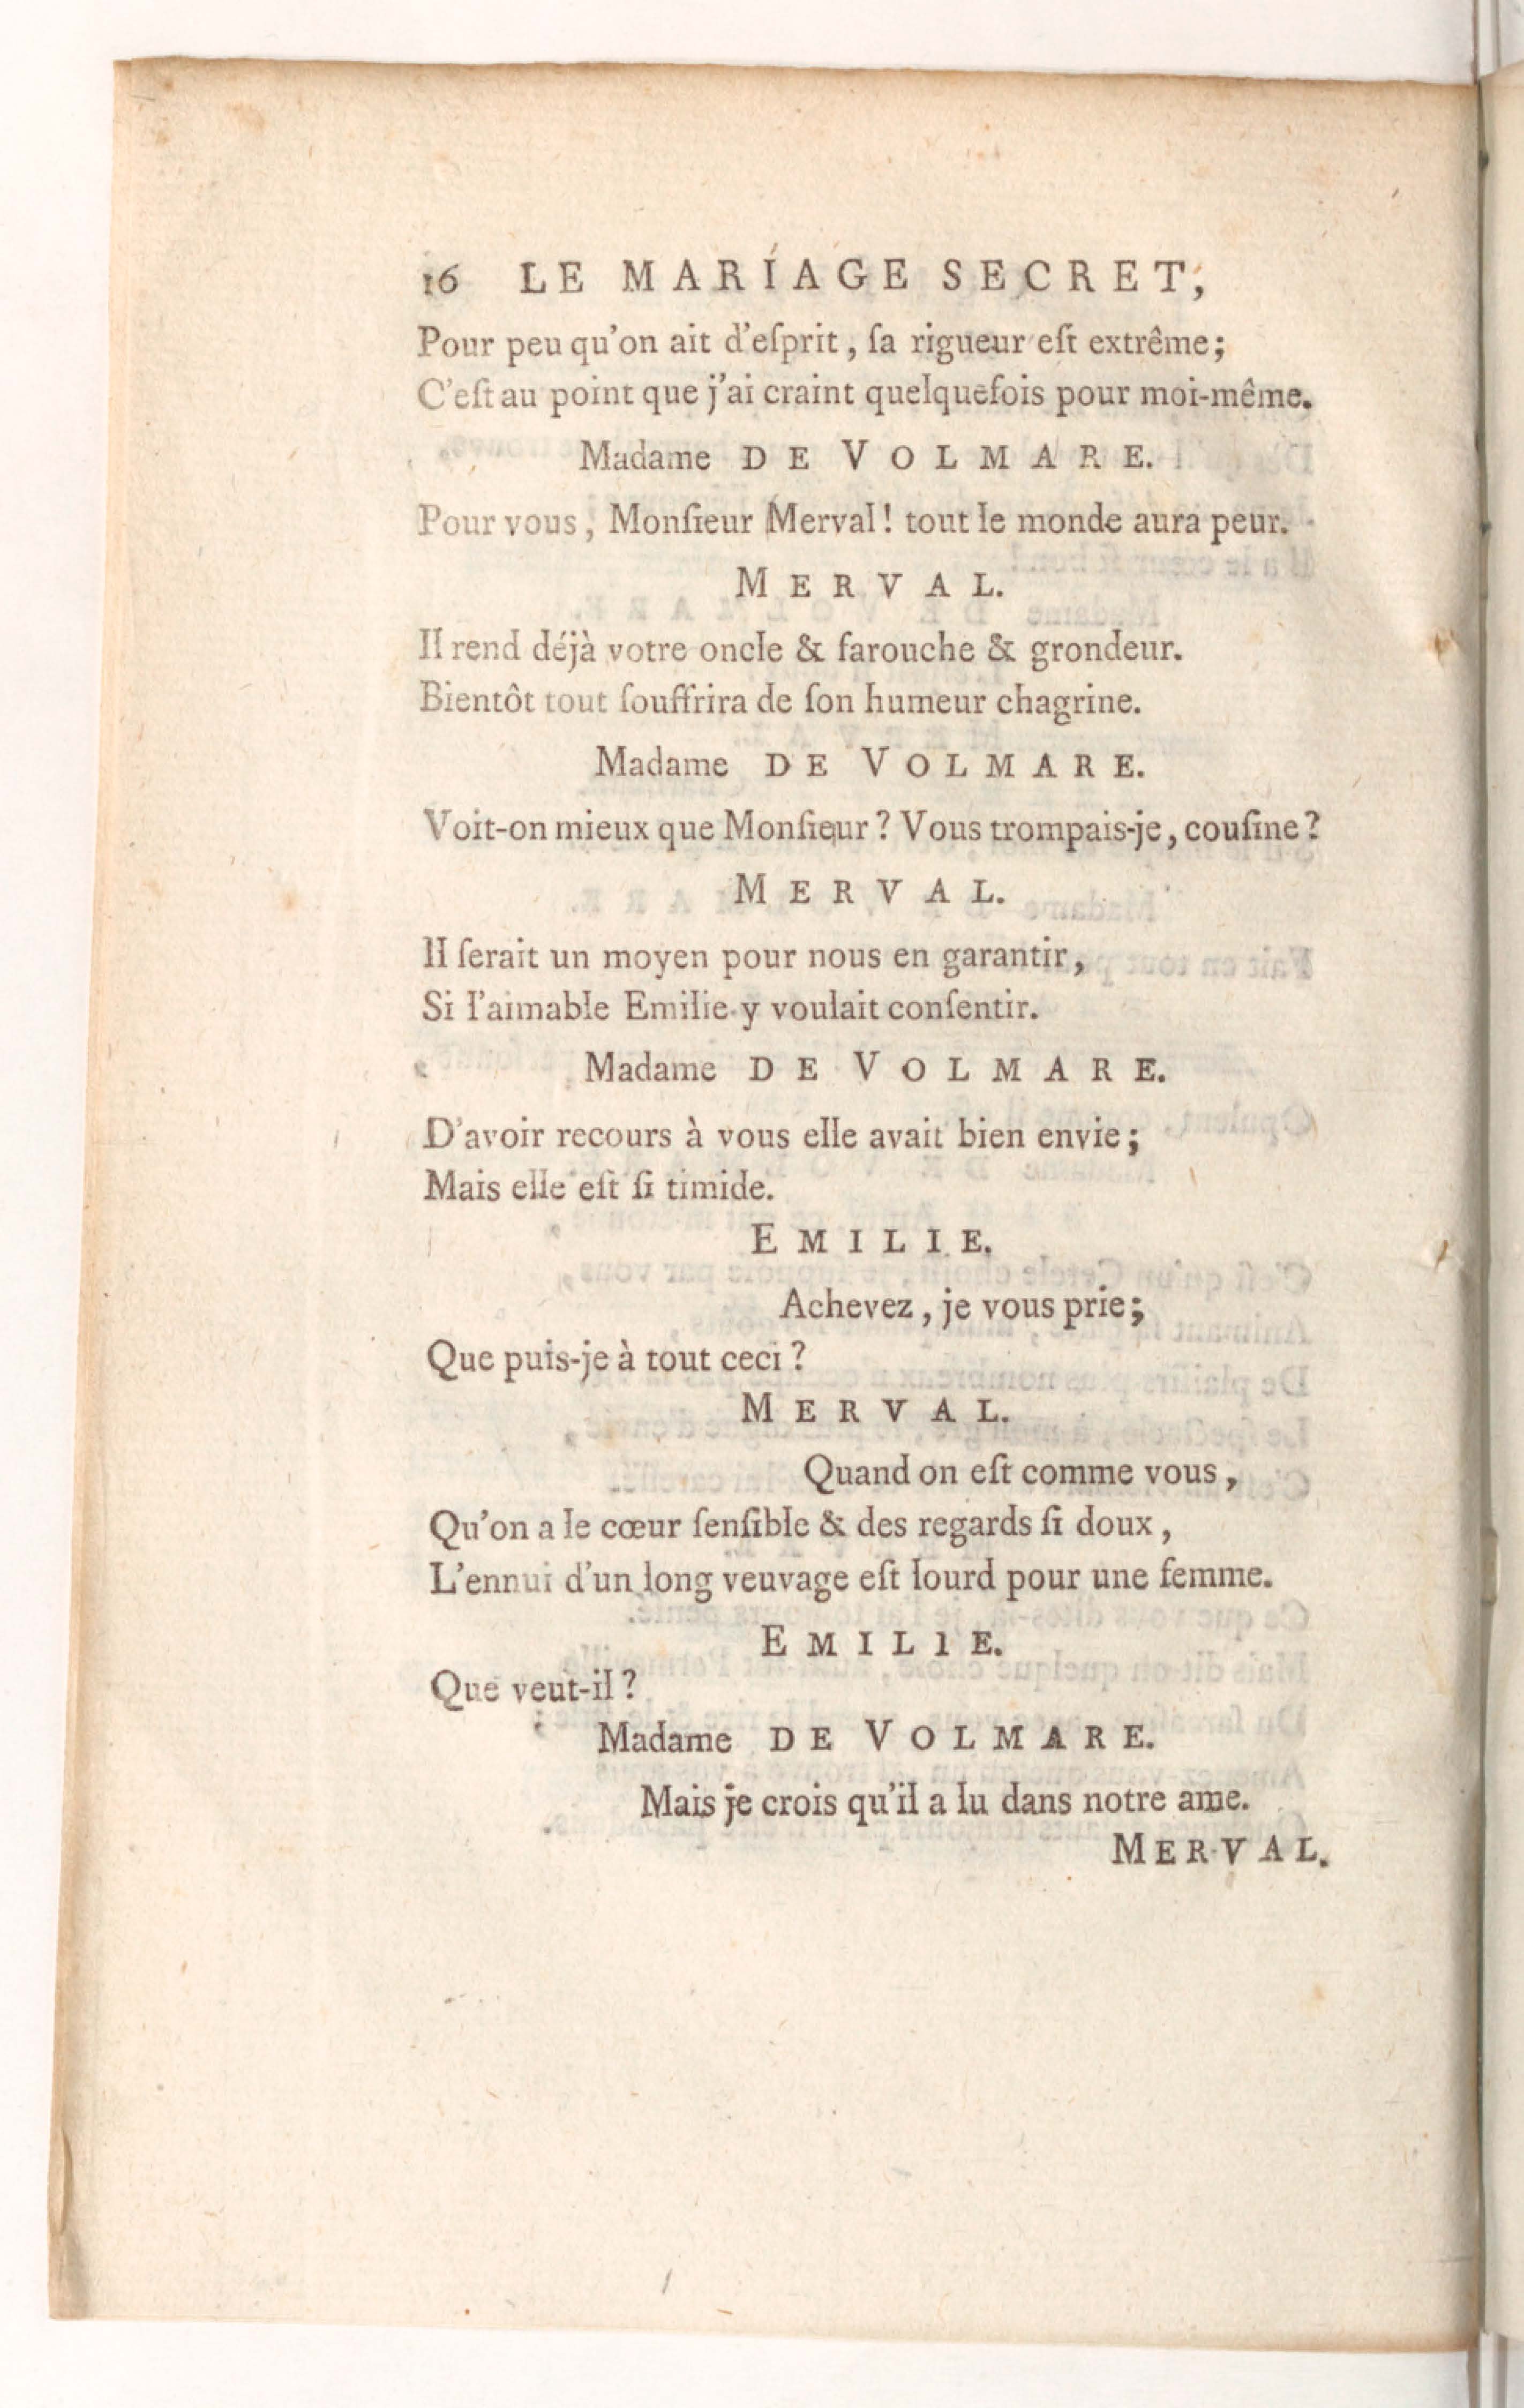 16 LE MARIAGE SECRET,
Pour peu qu'on ait d'eſprit, ſa rigueur eſt extrême;
C'eſt au point que j'ai craint quelquefois pour moi-même.
Madame DE VOLMARE.
Pour vous, Monſieur Merval! tout le monde aura peur.
MERVAL.
Il rend déjà votre oncle & farouche & grondeur.
Bientôt tout ſouffrira de ſon humeur chagrine.
Madame DE VOLMARE.
Voit-on mieux que Monſieur? Vous trompais-je, couſine?
MERVAL.
Il ſerait un moyen pour nous en garantir,
Si l'aimable Emilie y voulait conſentir.
Madame DE VOLMARE.
D'avoir recours à vous elle avait bien envie;
Mais elle eſt ſi timide.
EMILIE.
Achevez, je vous prie;
Que puis-je à tout ceci?
MERVAL.
Quand on eſt comme vous,
Qu'on a le cœur ſenſible & des regards ſi doux,
L'ennui d'un long veuvage eſt lourd pour une femme.
EMILIE.
Que veut-il?
Madame DE VOLMARE.
Mais je crois qu'il a lu dans notre ame.
MERVAL.